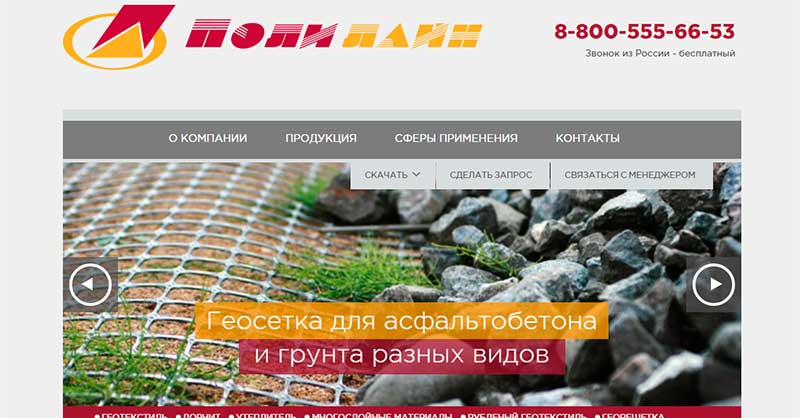 ПОЛИ ЛАЙН
8-800-555-66-53
Звонок из России - бесплатный
О КОМПАНИИ ПРОДУКЦИЯ СФЕРЫ ПРИМЕНЕНИЯ КОНТАКТЫ
СКАЧАТЬ СДЕЛАТЬ ЗАПРОС СВЯЗАТЬСЯ С МЕНЕДЖЕРОМ
Геосетка для асфальтобетона
и грунта разных видов
ГЕОТЕКСТИЛЬ ДОРНИТ УТЕПЛИТЕЛЬ МНОГОСЛОЙНЫЕ МАТЕРИАЛЫ РУБЛЕНЫЙ ГЕОТЕКСТИЛЬ ГЕОРЕШЕТКА